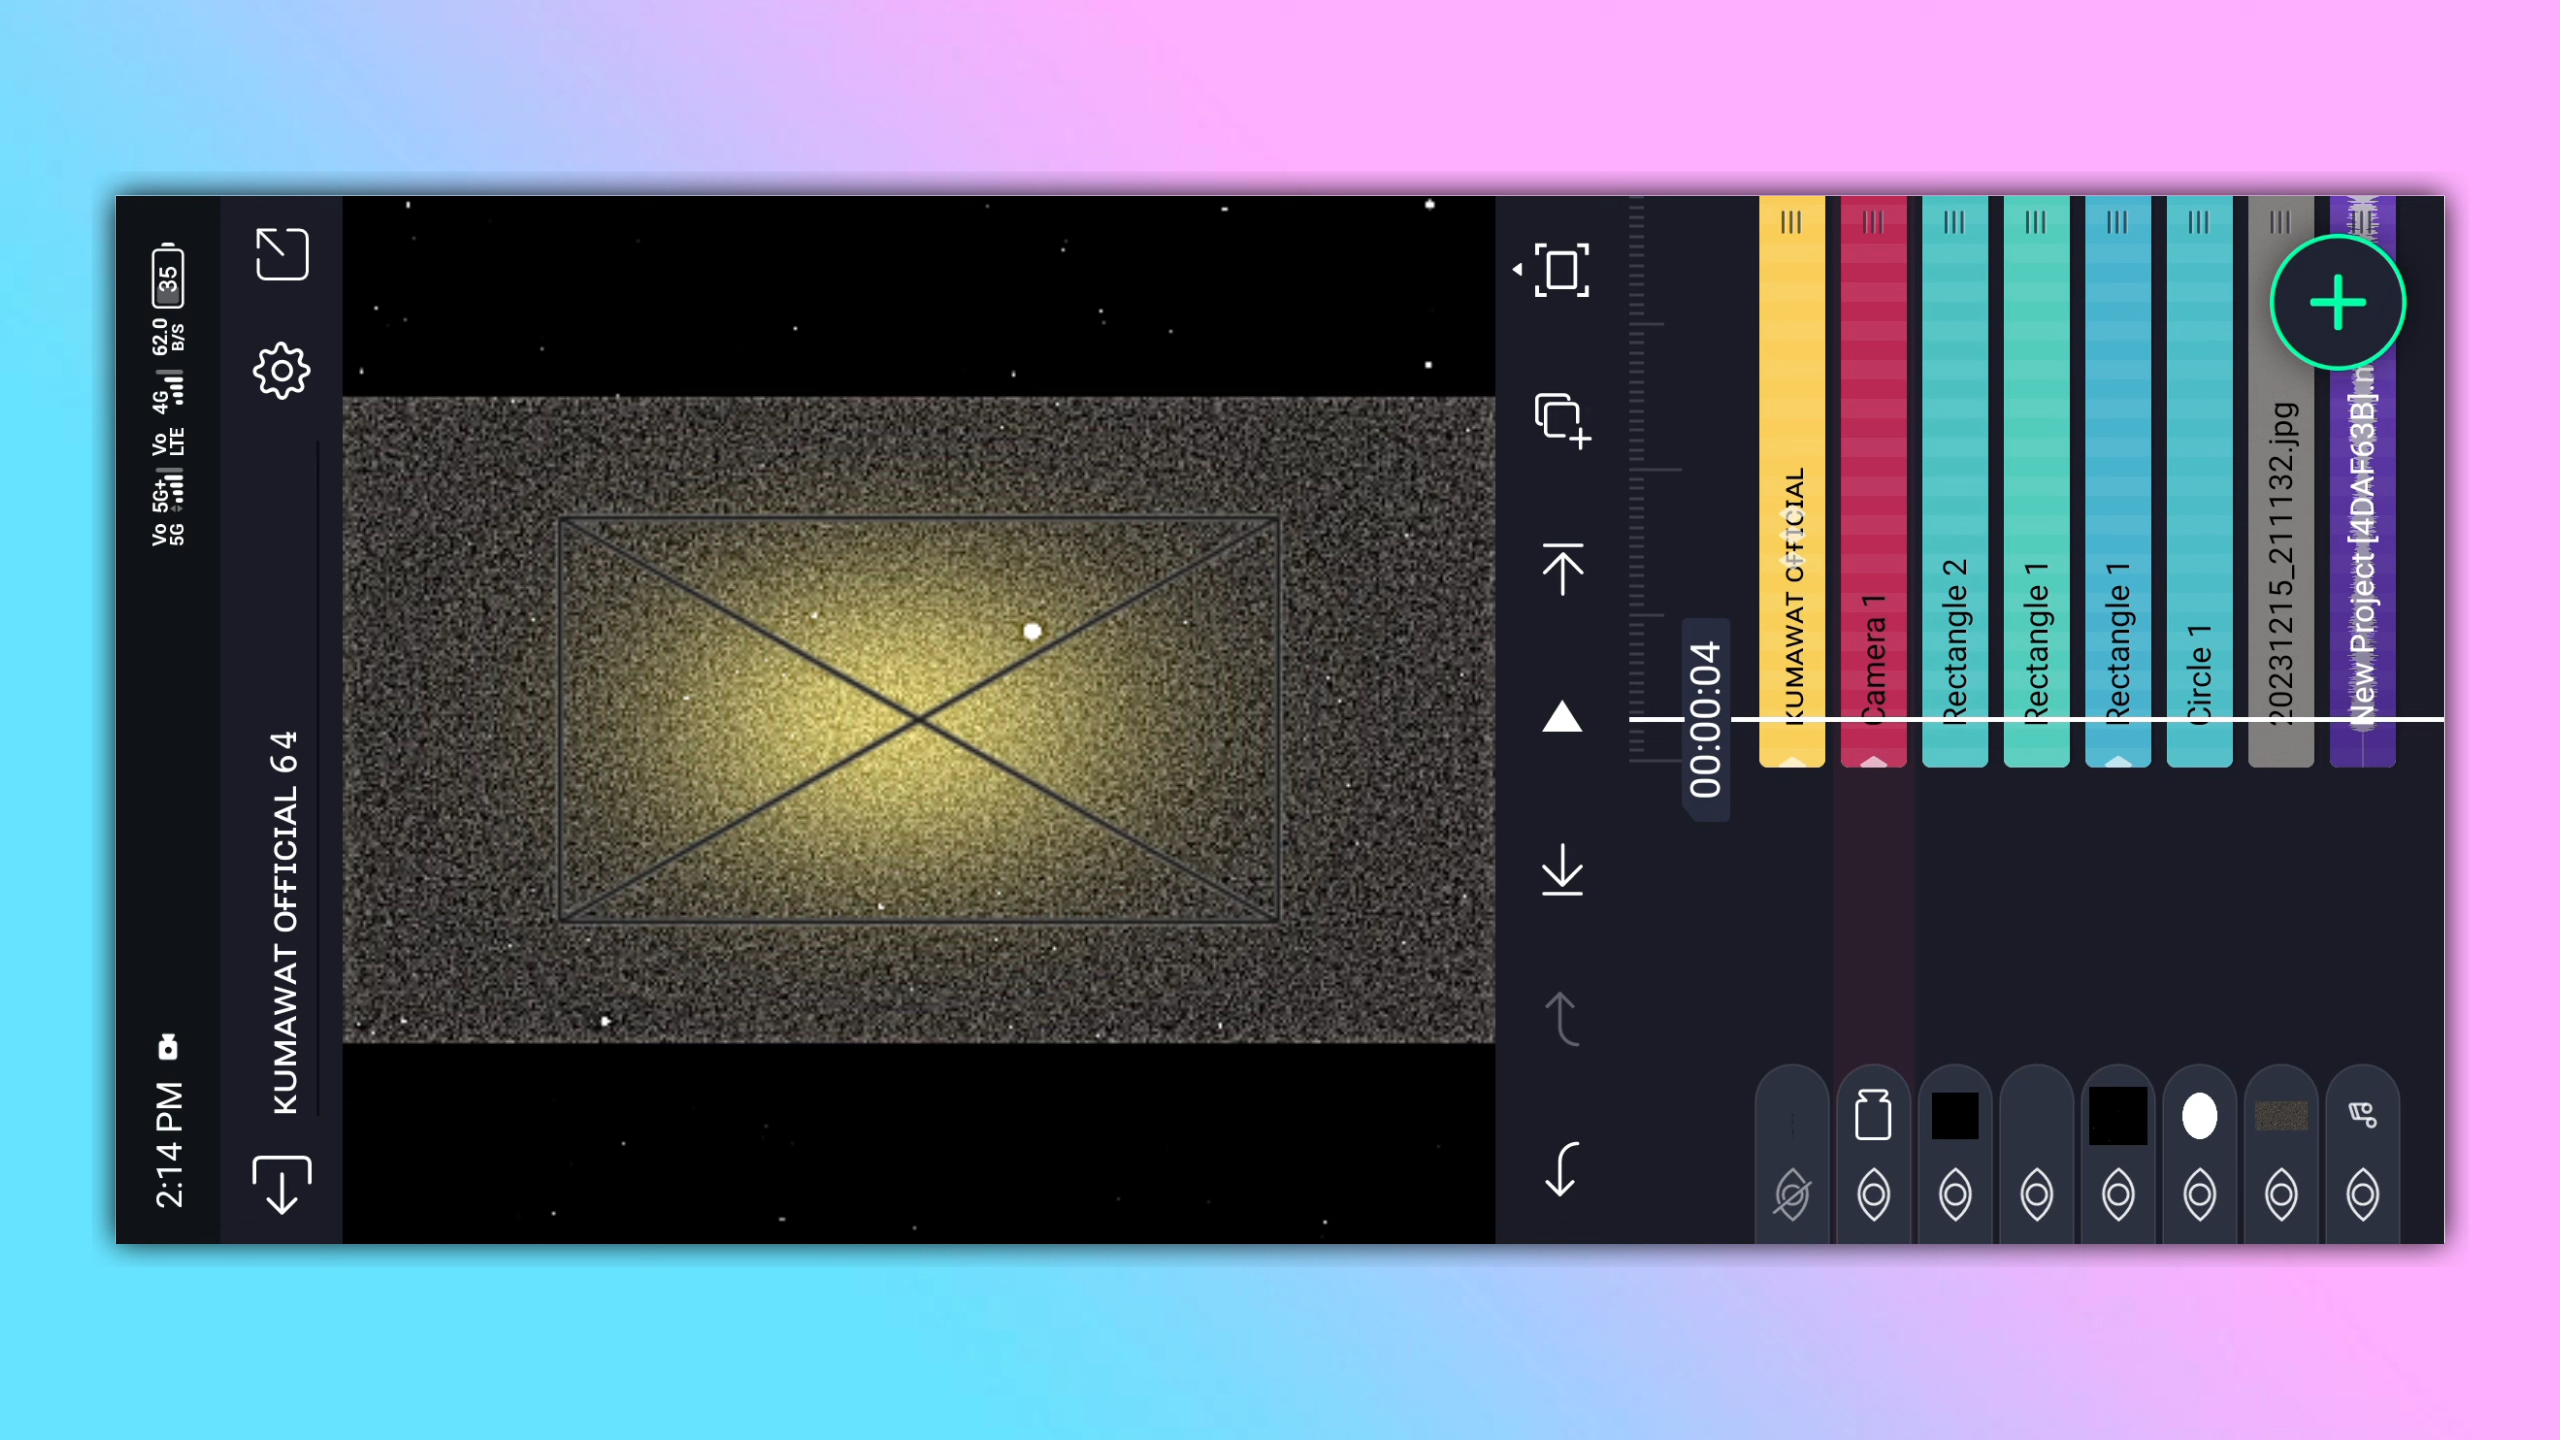 2:14 PM
Vo 5G
5G+
Vo LTE
4G
62.0 B/S
35
KUMAWAT OFFICIAL 64
00:00:04
KUMAWAT OFFICIAL
Camera 1
Rectangle 2
Rectangle 1
Rectangle 1
Circle 1
20231215_211132.jpg
New Project [4DAF63B].m